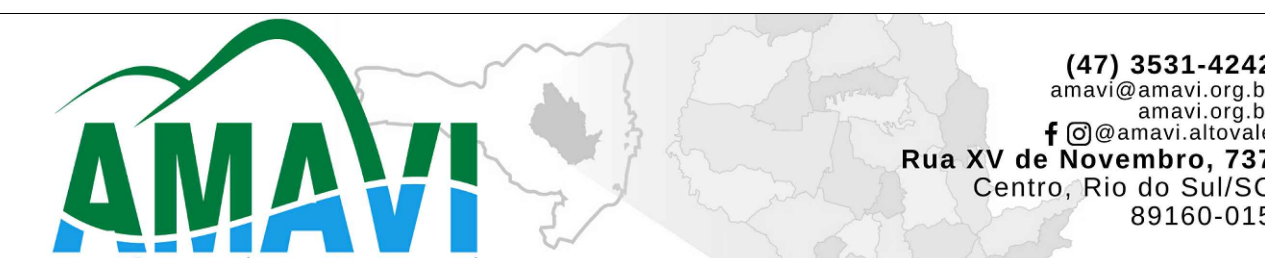 AMAVI
(47) 3531-4242
amavi@amavi.org.b
amavi.org.b
@amavi.altovale
Rua XV de Novembro, 737
Centro, Rio do Sul/SC
89160-015